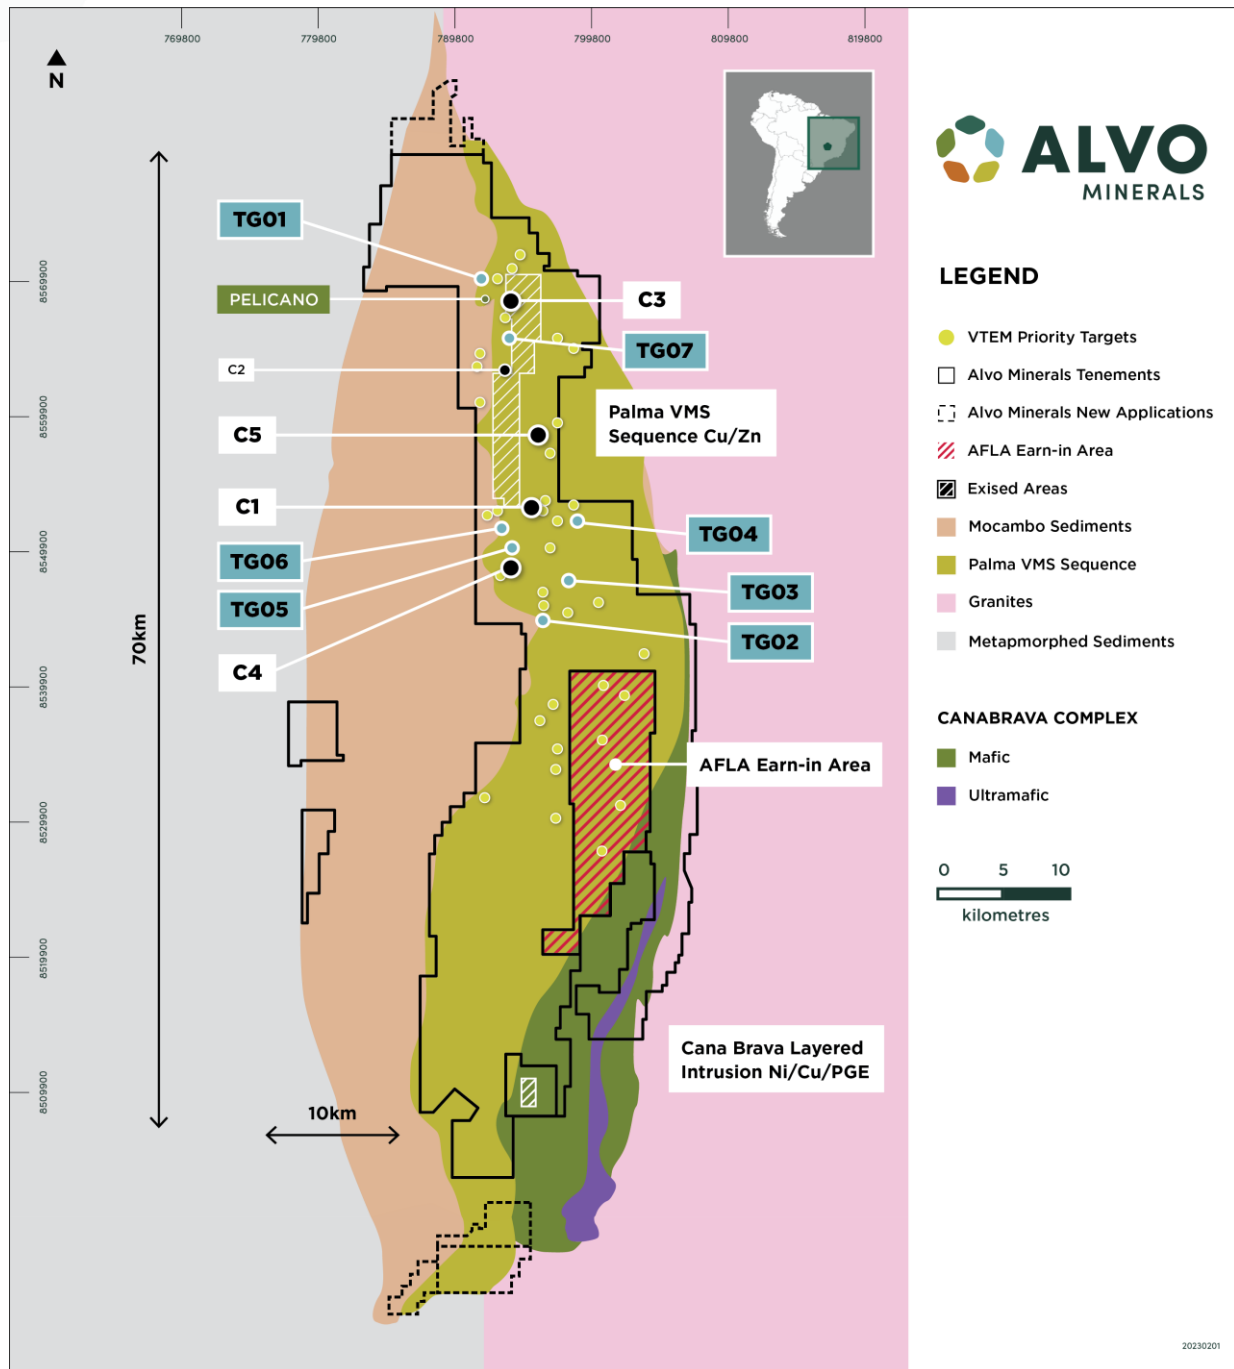 769800
779800
789800
799800
809800
819800
N
8569900
8559900
8549900
8539900
8529900
8519900
8509900
70km
10km
TG01
PELICANO
C2
C5
C1
TG06
TG05
C4
C3
TG07
Palma VMS
Sequence Cu/Zn
TG04
TG03
TG02
AFLA Earn-in Area
Cana Brava Layered
Intrusion Ni/Cu/PGE
ALVO
MINERALS
LEGEND
VTEM Priority Targets
Alvo Minerals Tenements
Alvo Minerals New Applications
AFLA Earn-in Area
Exised Areas
Mocambo Sediments
Palma VMS Sequence
Granites
Metapmorphed Sediments
CANABRAVA COMPLEX
Mafic
Ultramafic
0 5 10
kilometres
20230201